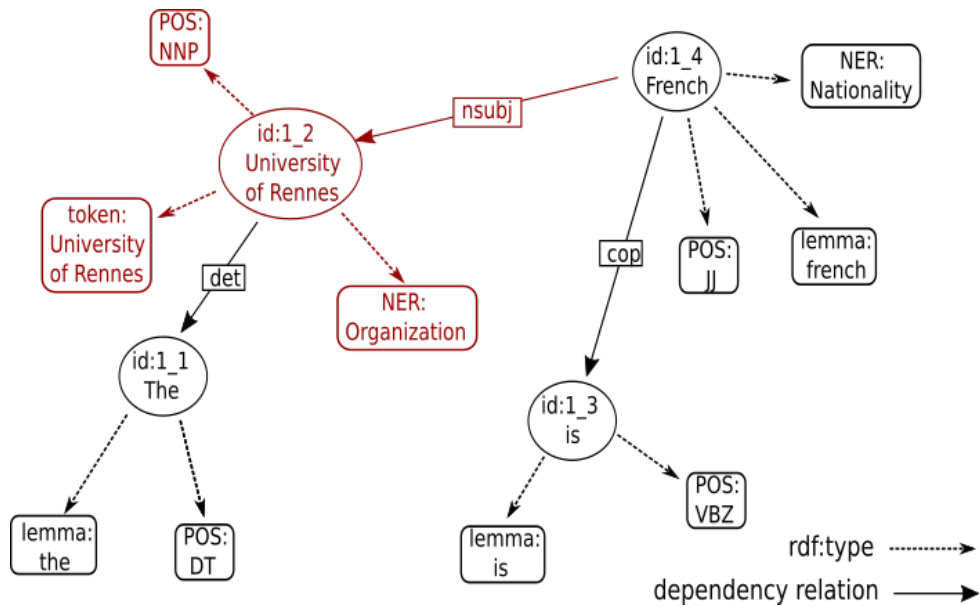 POS:
NNP
id:1_4
French
NER:
Nationality
nsubj
id:1_2
University
of Rennes
token:
University
of Rennes
det
cop
POS:
JJ
lemma:
french
NER:
Organization
id:1_1
The
id:1_3
is
lemma:
the
POS:
DT
lemma:
is
POS:
VBZ
rdf:type
dependency relation